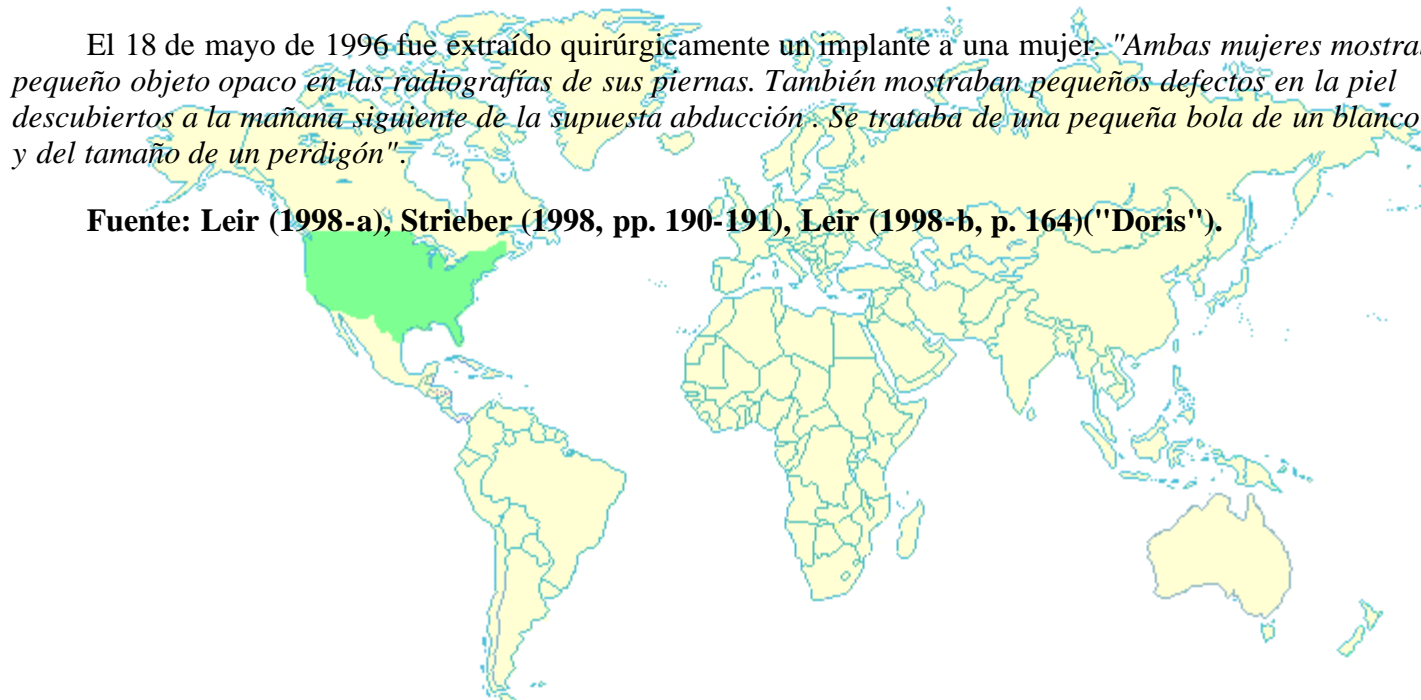 El 18 de mayo de 1996 fue extraído quirúrgicamente un implante a una mujer. "Ambas mujeres mostra
pequeño objeto opaco en las radiografías de sus piernas. También mostraban pequeños defectos en la piel
descubiertos a la mañana siguiente de la supuesta abducción . Se trataba de una pequeña bola de un blanco
y del tamaño de un perdigón".
Fuente: Leir (1998-a), Strieber (1998, pp. 190-191), Leir (1998-b, p. 164)("Doris").